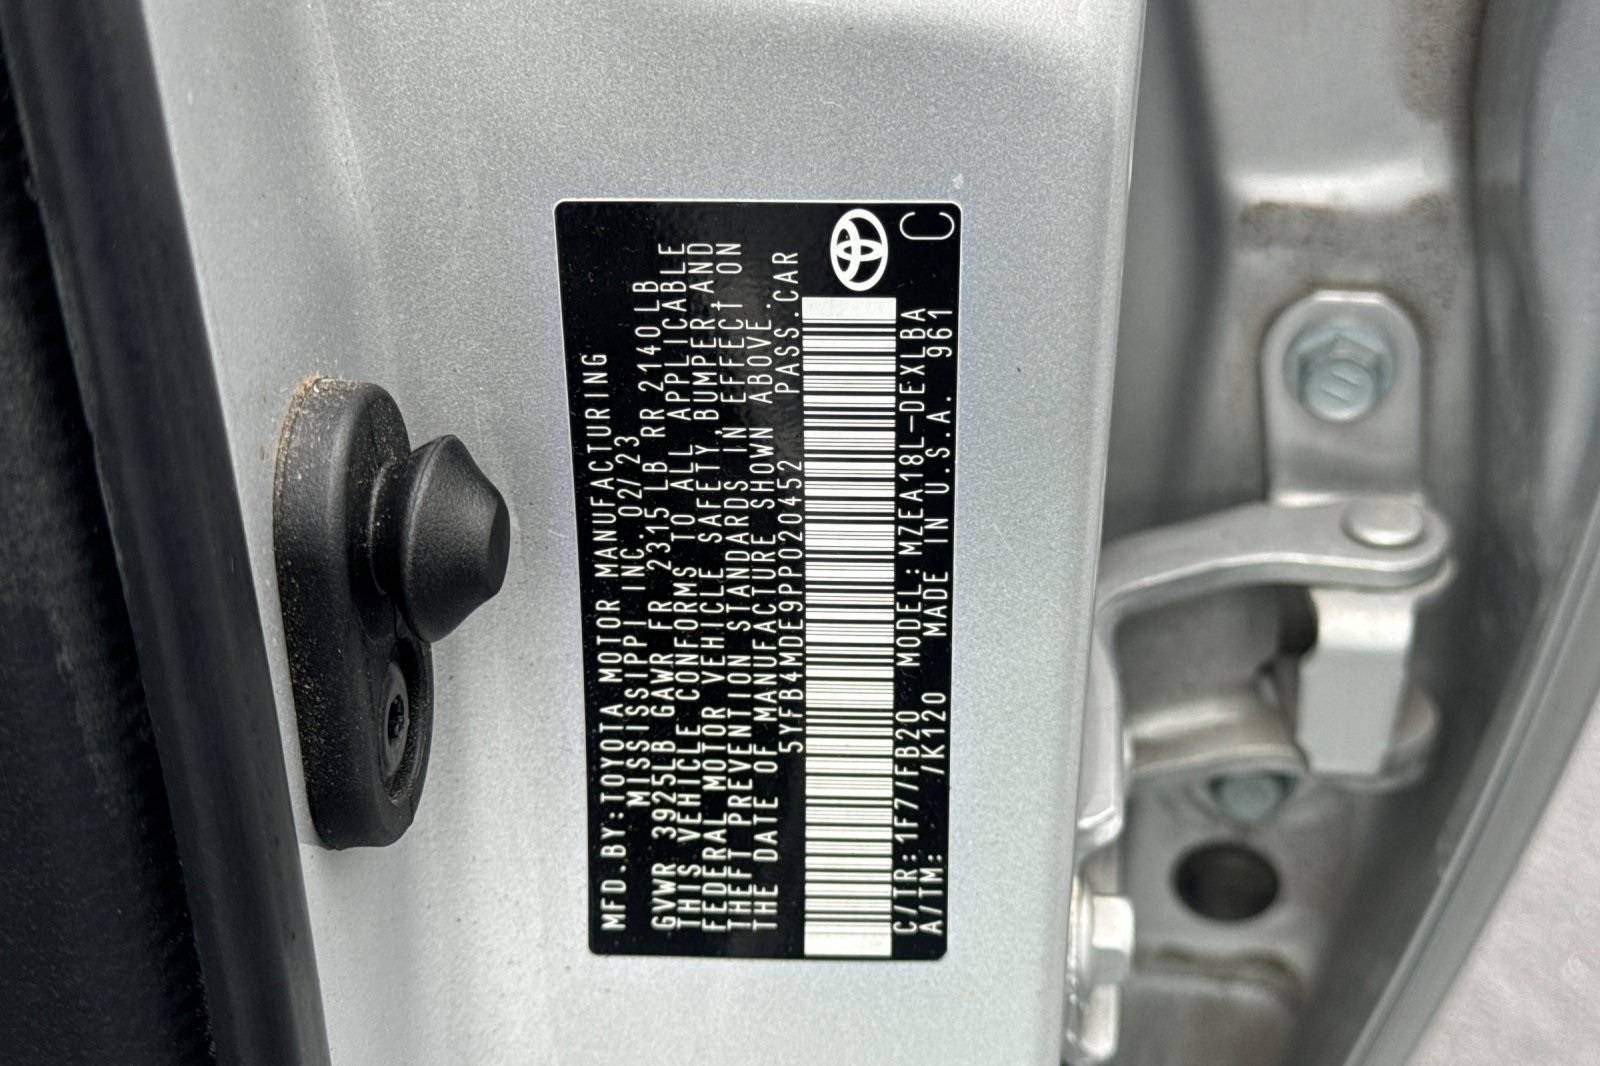 MFD.BY:TOYOTA MOTOR MANUFACTURING
MISSISSIPPI INC. 02/23
GVWR 3925LB GAWR FR 2315 LB RR 2140LB
THIS VEHICLE CONFORMS TO ALL APPLICABLE
FEDERAL MOTOR VEHICLE SAFETY,BUMPER,AND
THEFT PREVENTION STANDARDS IN EFFECT ON
THE DATE OF MANUFACTURE SHOWN ABOVE.
5YFB4MDE9PP020452 PASS.CAR
C/TR:1F7/FB20 MODEL:MZEA18L-DEXLBA
A/TM: /K120 MADE IN U.S.A. 961
C